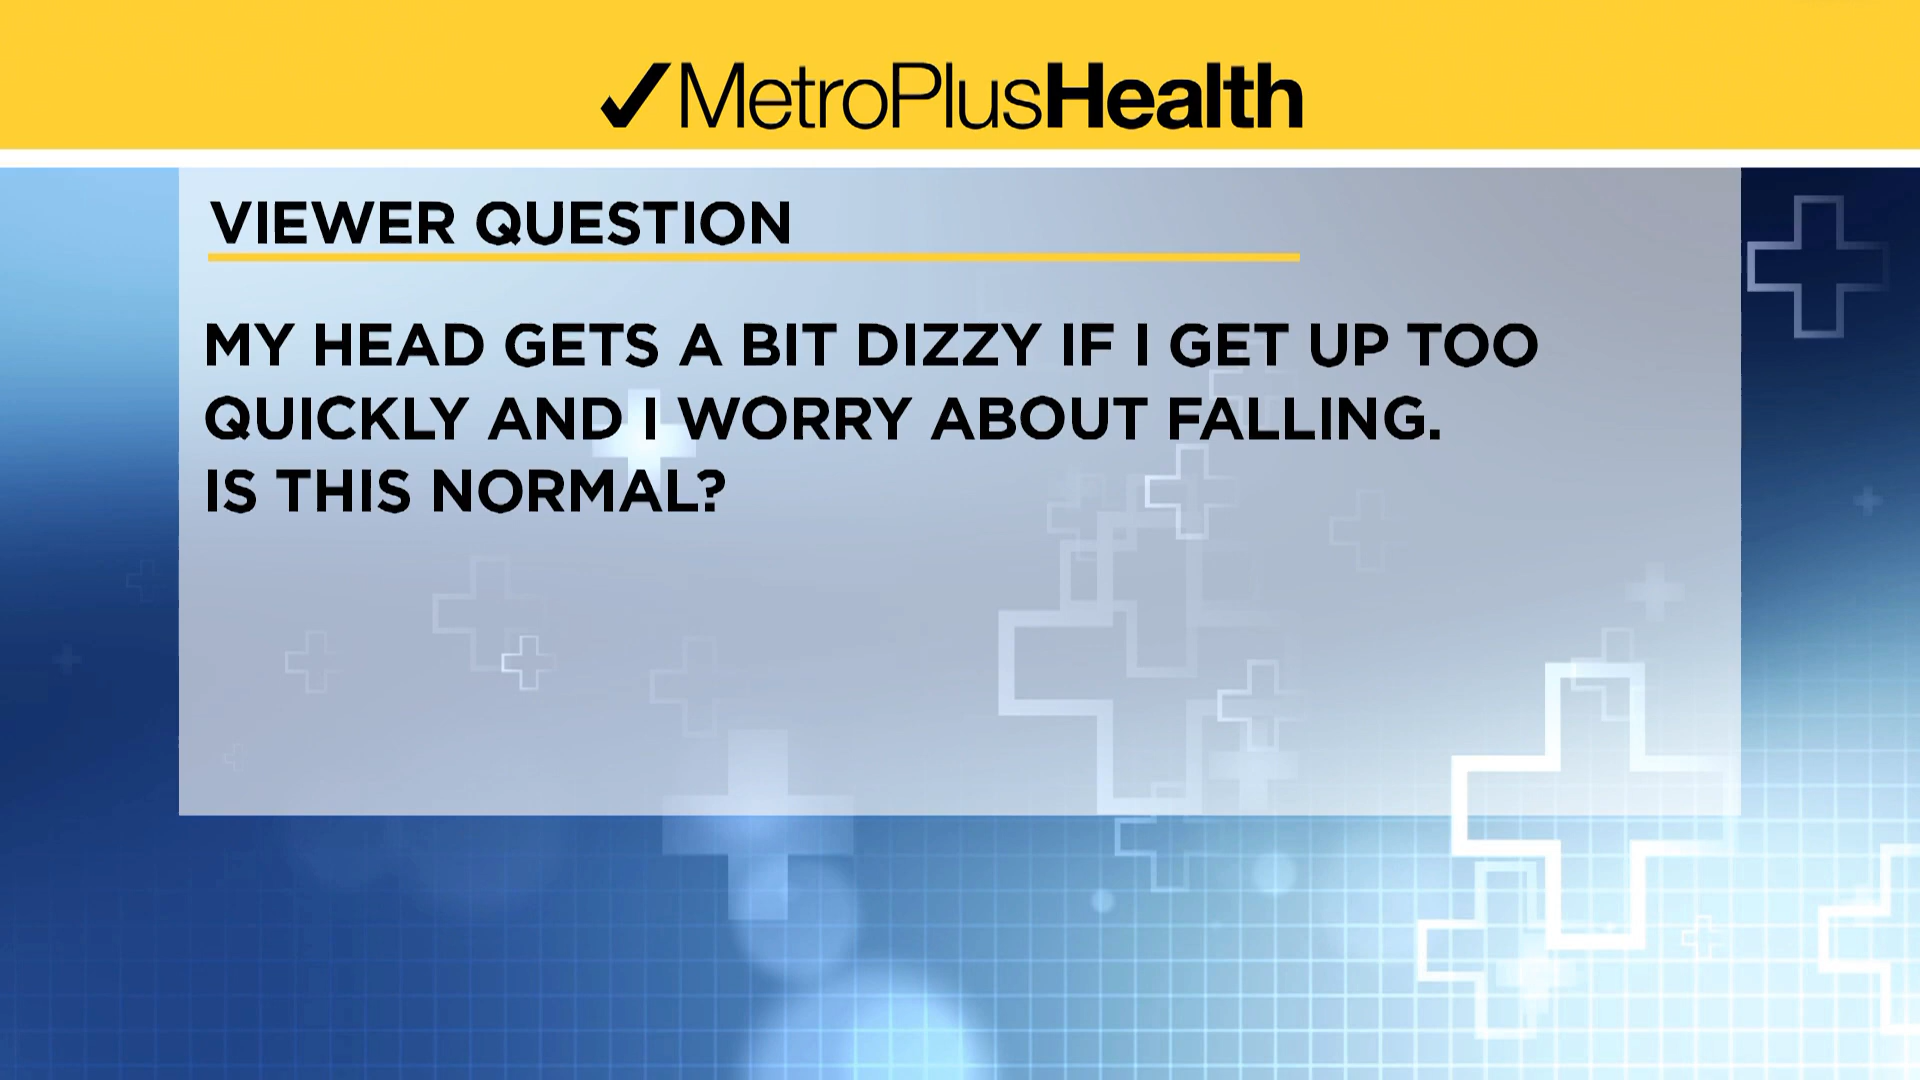 MetroPlusHealth
VIEWER QUESTION
MY HEAD GETS A BIT DIZZY IF I GET UP TOO
QUICKLY AND I WORRY ABOUT FALLING.
IS THIS NORMAL?